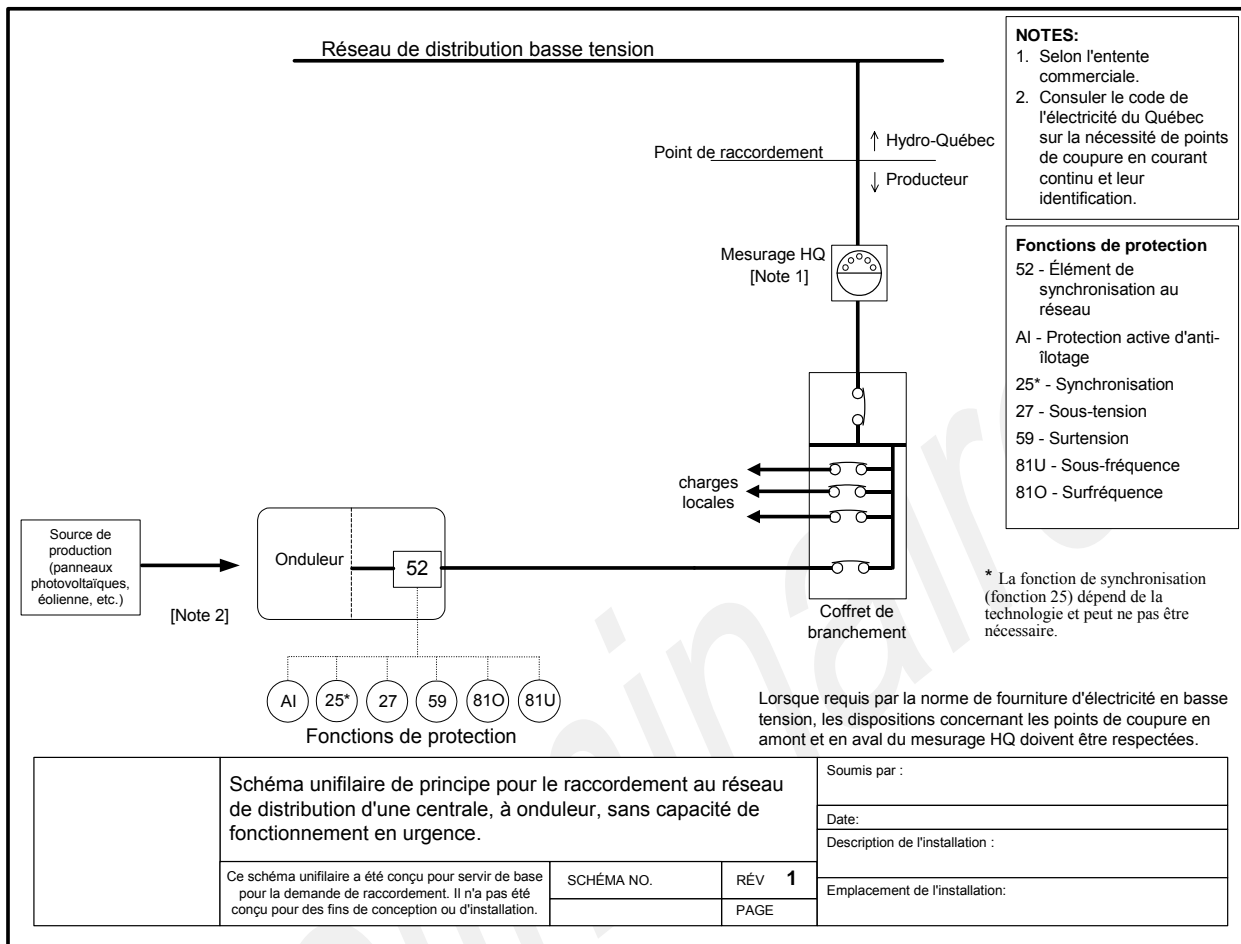 Réseau de distribution basse tension
Point de raccordement
↑ Hydro-Québec
↓ Producteur
Mesurage HQ
[Note 1]
charges
locales
Coffret de
branchement
Source de
production
(panneaux
photovoltaïques,
éolienne, etc.)
[Note 2]
Onduleur
52
AI
25*
27
59
81O
81U
Fonctions de protection
NOTES:
1. Selon l'entente
commerciale.
2. Consuler le code de
l'électricité du Québec
sur la nécessité de points
de coupure en courant
continu et leur
identification.
Fonctions de protection
52 - Élément de
synchronisation au
réseau
AI - Protection active d'anti-
îlotage
25* - Synchronisation
27 - Sous-tension
59 - Surtension
81U - Sous-fréquence
81O - Surfréquence
* La fonction de synchronisation
(fonction 25) dépend de la
technologie et peut ne pas être
nécessaire.
Lorsque requis par la norme de fourniture d'électricité en basse
tension, les dispositions concernant les points de coupure en
amont et en aval du mesurage HQ doivent être respectées.
Schéma unifilaire de principe pour le raccordement au réseau
de distribution d'une centrale, à onduleur, sans capacité de
fonctionnement en urgence.
Ce schéma unifilaire a été conçu pour servir de base
pour la demande de raccordement. Il n'a pas été
conçu pour des fins de conception ou d'installation.
SCHÉMA NO.
RÉV 1
PAGE
Soumis par :
Date:
Description de l'installation :
Emplacement de l'installation: